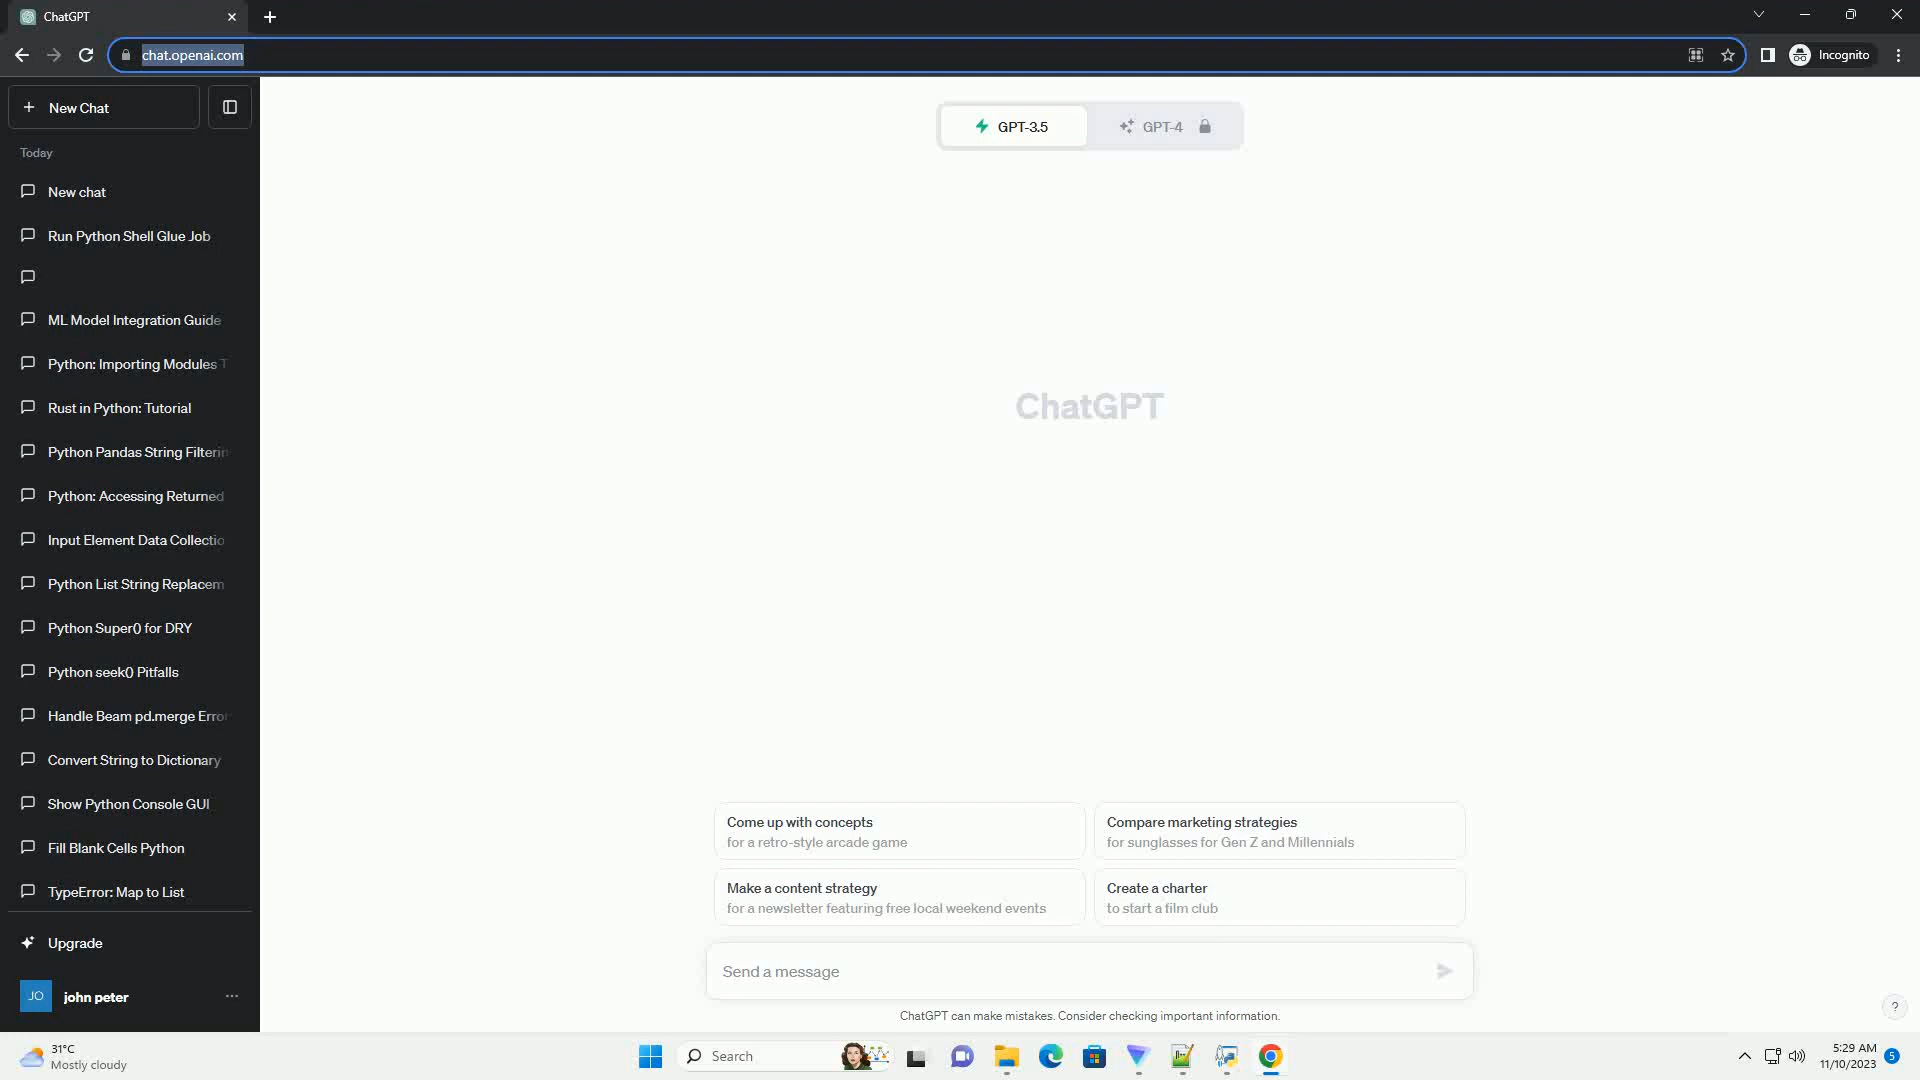 ChatGPT
chat.openai.com
Incognito
New Chat
Today
New chat
Run Python Shell Glue Job
ML Model Integration Guide
Python: Importing Modules T
Rust in Python: Tutorial
Python Pandas String Filterin
Python: Accessing Returned
Input Element Data Collectio
Python List String Replacem
Python Super() for DRY
Python seek() Pitfalls
Handle Beam pd.merge Error
Convert String to Dictionary
Show Python Console GUI
Fill Blank Cells Python
TypeError: Map to List
Upgrade
JO john peter
GPT-3.5 GPT-4
ChatGPT
Come up with concepts
for a retro-style arcade game
Compare marketing strategies
for sunglasses for Gen Z and Millennials
Make a content strategy
for a newsletter featuring free local weekend events
Create a charter
to start a film club
Send a message
ChatGPT can make mistakes. Consider checking important information.
?
31°C
Mostly cloudy
Search
5:29 AM
11/10/2023
5